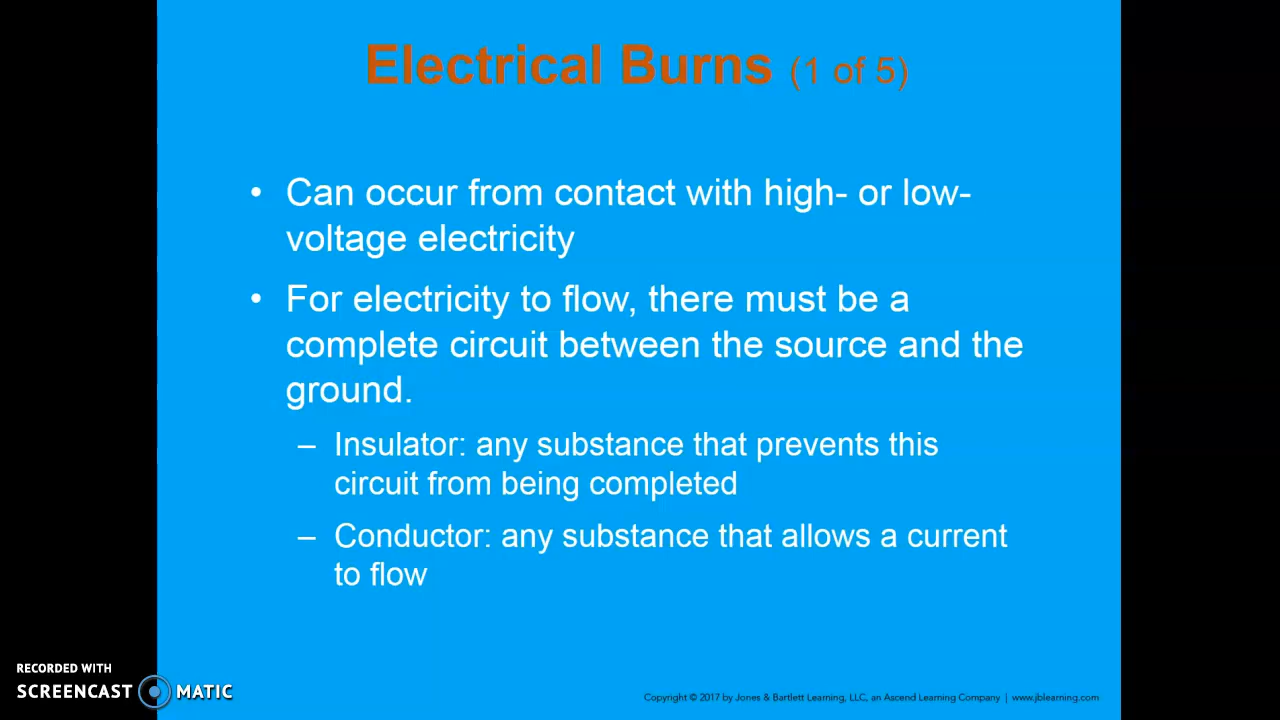 Electrical Burns (1 of 5)
• Can occur from contact with high- or low-
voltage electricity
• For electricity to flow, there must be a
complete circuit between the source and the
ground.
– Insulator: any substance that prevents this
circuit from being completed
– Conductor: any substance that allows a current
to flow
RECORDED WITH
SCREENCAST MATIC
Copyright © 2017 by Jones & Bartlett Learning, LLC, an Ascend Learning Company | www.jblearning.com